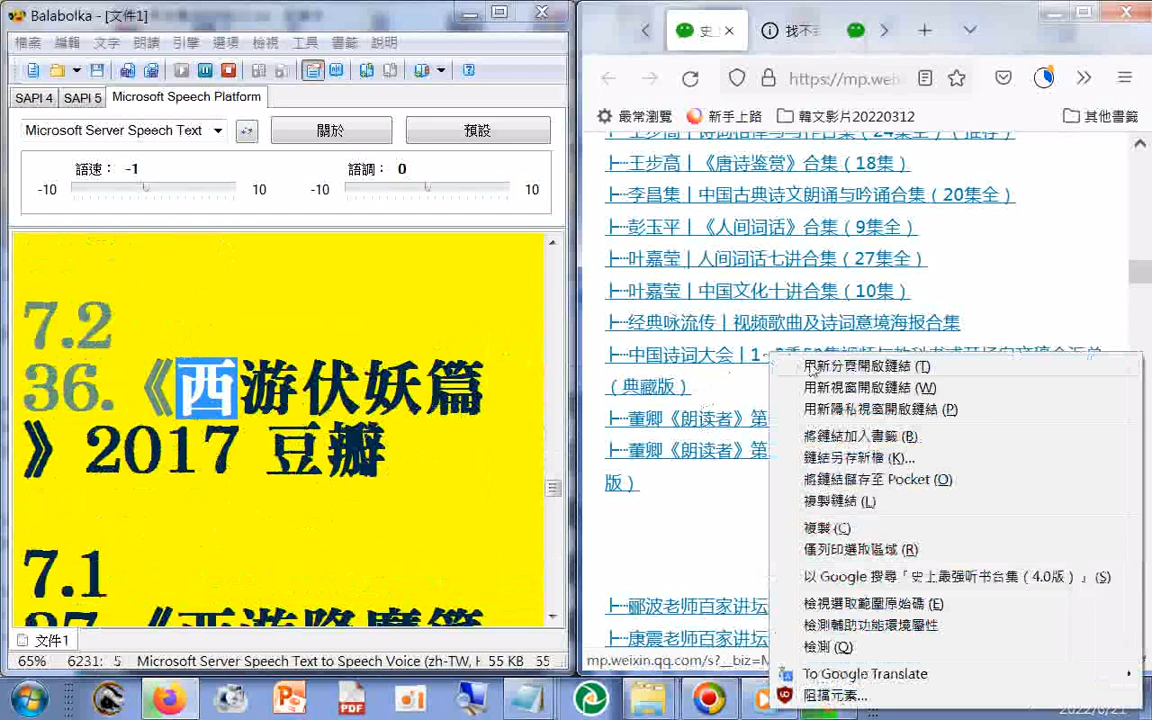 Balabolka - [文件1]
檔案 編輯 文字 朗讀 引擎 選項 檢視 工具 書籤 說明
SAPI 4 SAPI 5 Microsoft Speech Platform
Microsoft Server Speech Text 關於 預設
語速： -1 語調： 0
-10 10 -10 10
7.2
36.《西游伏妖篇
》2017 豆瓣
7.1
37.《西游降魔篇
文件1
65% 6231: 5 Microsoft Server Speech Text to Speech Voice (zh-TW, H 55 KB 55
史 找不
https://mp.wei
最常瀏覽 新手上路 韓文影片20220312 其他書籤
├┈王步高｜《唐诗鉴赏》合集（18集）
├┈李昌集｜中国古典诗文朗诵与吟诵合集（20集全）
├┈彭玉平｜《人间词话》合集（9集全）
├┈叶嘉莹｜人间词话七讲合集（27集全）
├┈叶嘉莹｜中国文化十讲合集（10集）
├┈经典咏流传｜视频歌曲及诗词意境海报合集
├┈中国诗词大会｜1
（典藏版）
├┈董卿《朗读者》第
├┈董卿《朗读者》第
版）
├┈郦波老师百家讲坛
├┈康震老师百家讲坛
mp.weixin.qq.com/s?__biz=M
用新分頁開啟鏈結 (T)
用新視窗開啟鏈結 (W)
用新隱私視窗開啟鏈結 (P)
將鏈結加入書籤 (B)
鏈結另存新檔 (K)...
將鏈結儲存至 Pocket (O)
複製鏈結 (L)
複製 (C)
僅列印選取區域 (R)
以 Google 搜尋「史上最强听书合集（4.0版）」 (S)
檢視選取範圍原始碼 (E)
檢測輔助功能環境屬性
檢測 (Q)
To Google Translate
阻擋元素...
2022/6/21